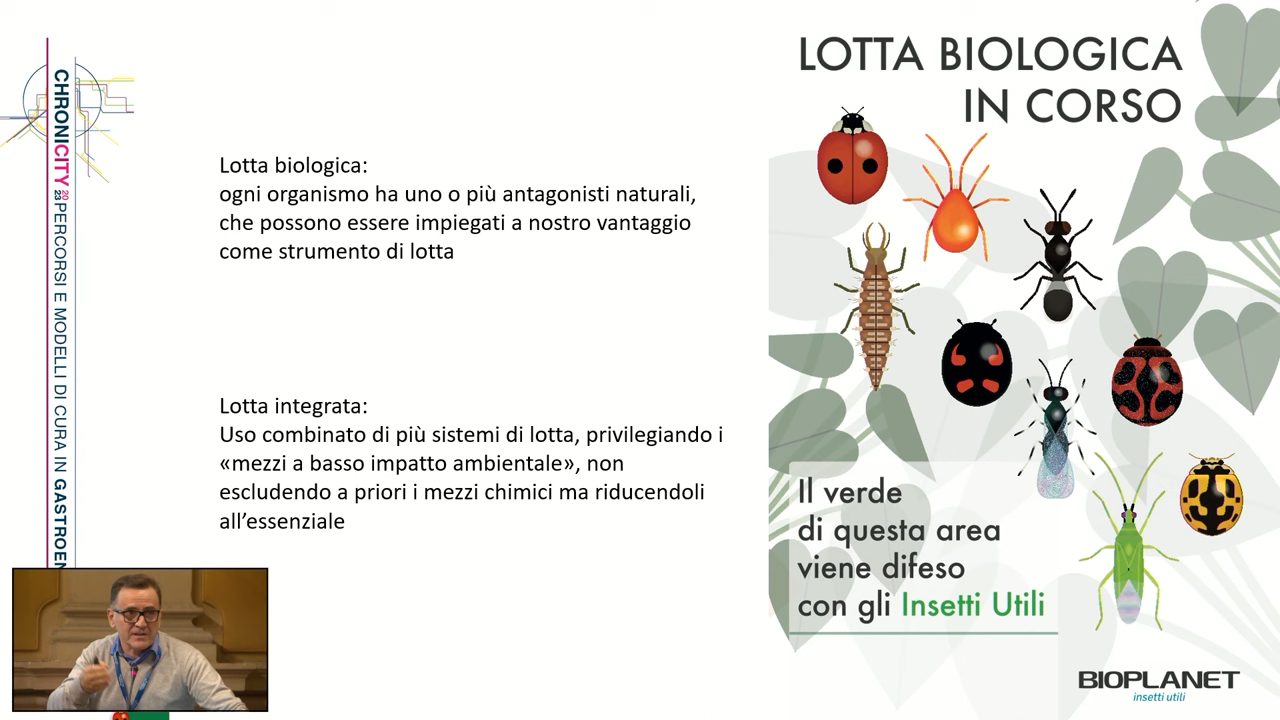 CHRONICITY 2023 PERCORSI E MODELLI DI CURA IN GASTROEN
Lotta biologica:
ogni organismo ha uno o più antagonisti naturali,
che possono essere impiegati a nostro vantaggio
come strumento di lotta
Lotta integrata:
Uso combinato di più sistemi di lotta, privilegiando i
«mezzi a basso impatto ambientale», non
escludendo a priori i mezzi chimici ma riducendoli
all'essenziale
LOTTA BIOLOGICA
IN CORSO
Il verde
di questa area
viene difeso
con gli Insetti Utili
BIOPLANET
insetti utili